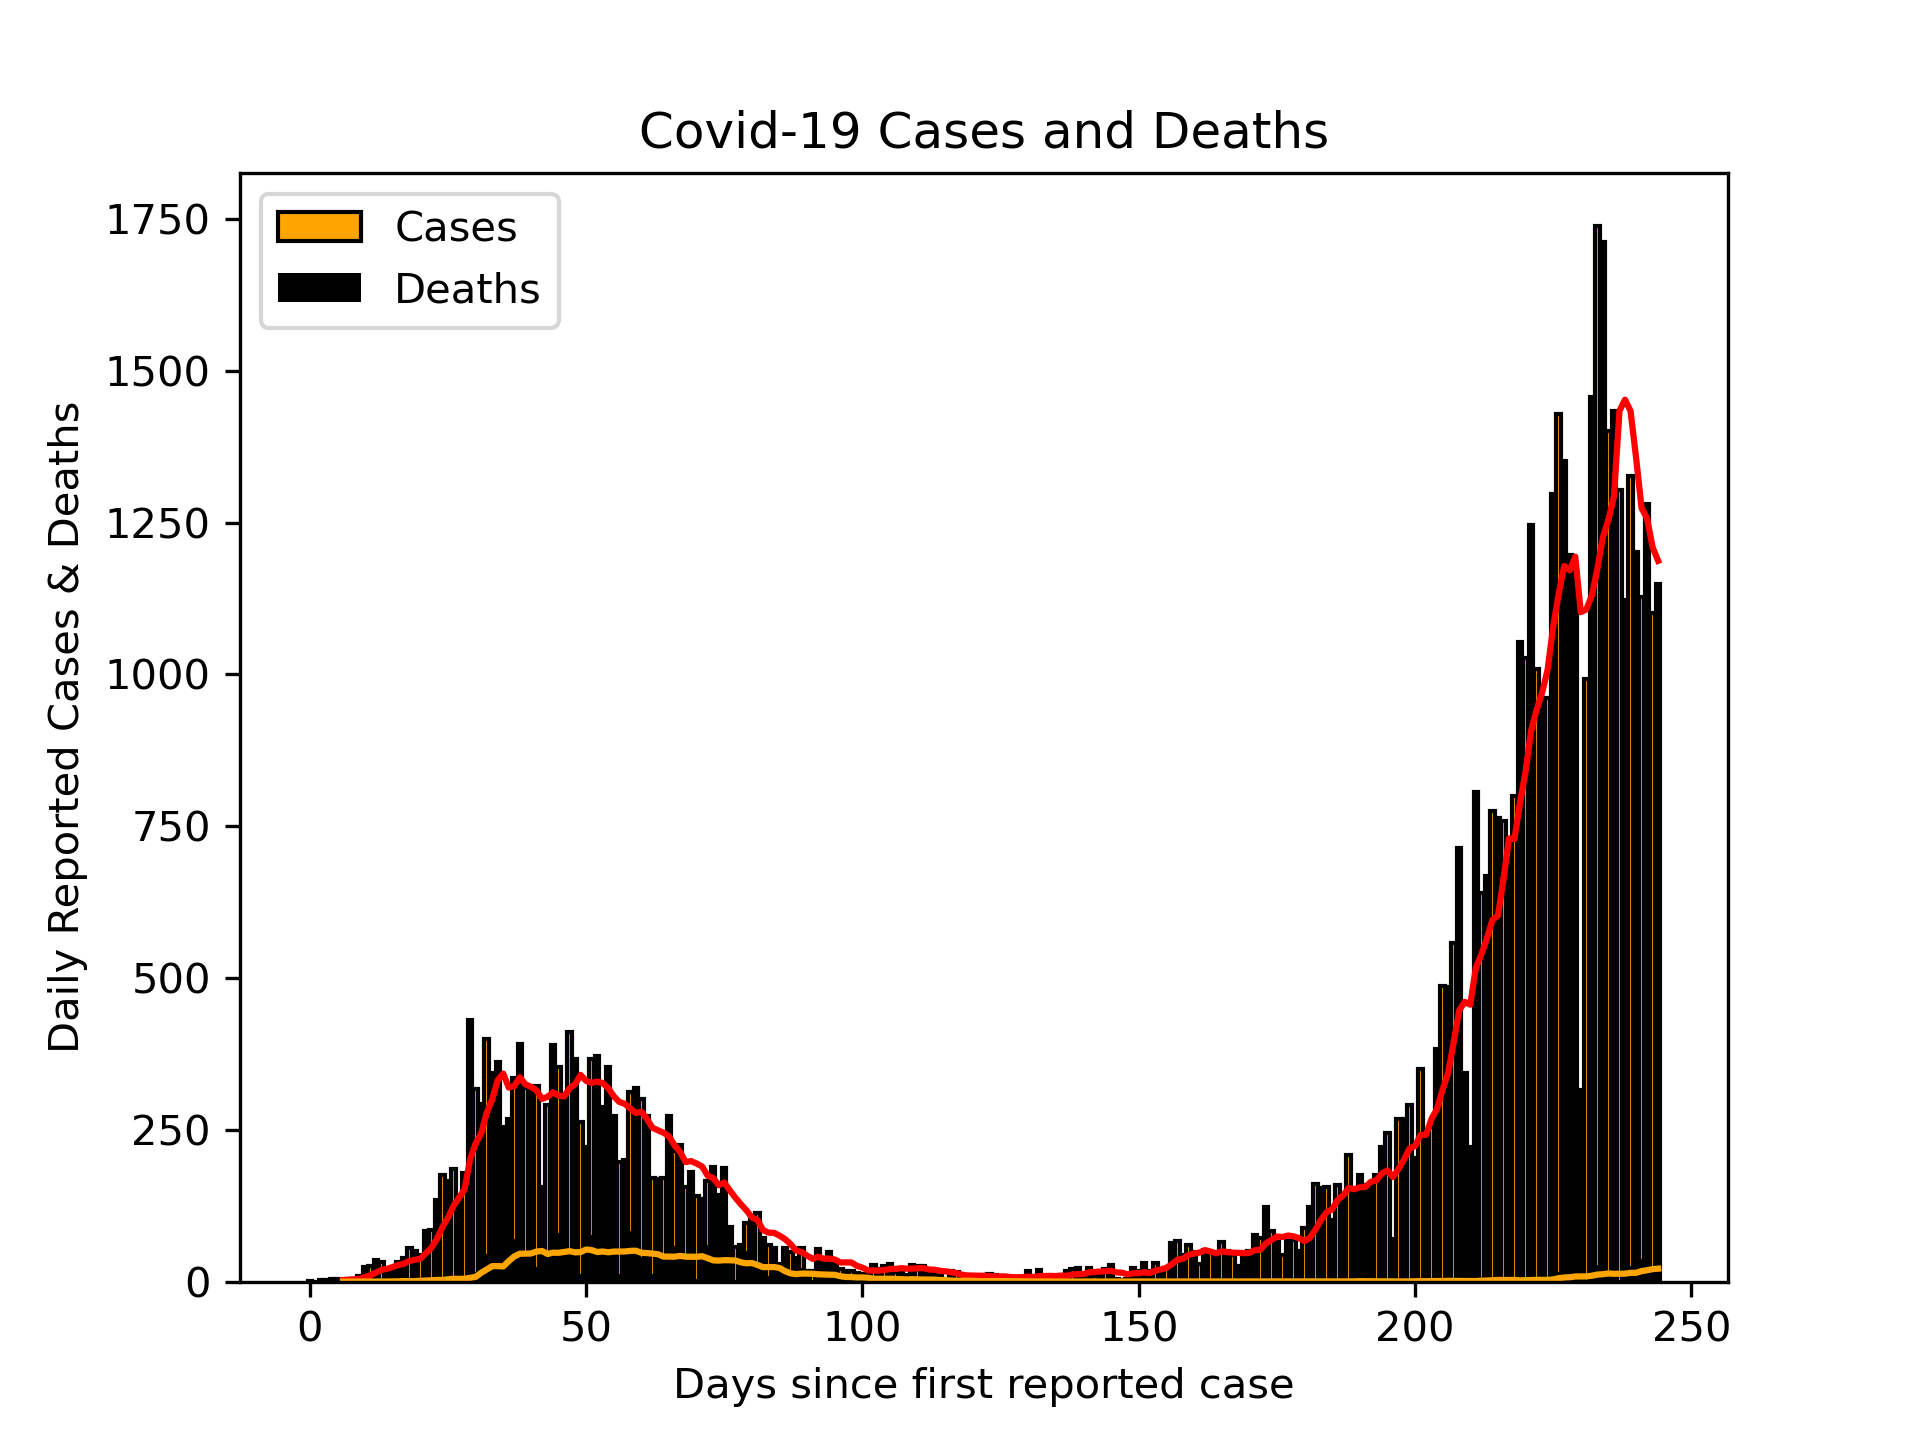 Covid-19 Cases and Deaths
Cases
Deaths
1750
1500
1250
1000
750
500
250
0
Daily Reported Cases & Deaths
0 50 100 150 200 250
Days since first reported case